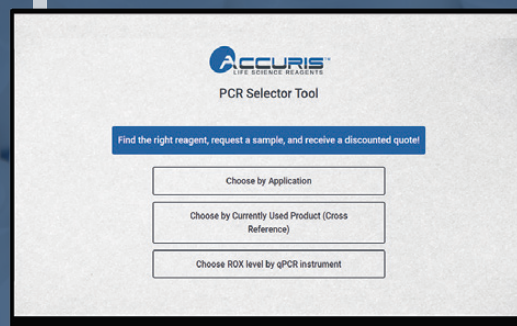 ACCURIS™
LIFE SCIENCE REAGENTS
PCR Selector Tool
Find the right reagent, request a sample, and receive a discounted quote!
Choose by Application
Choose by Currently Used Product (Cross
Reference)
Choose ROX level by qPCR instrument